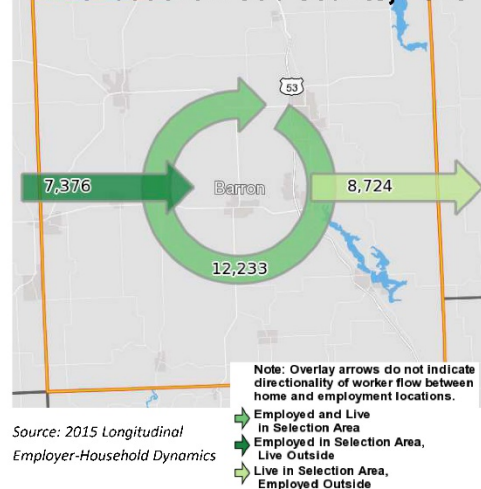 53
7,376
Barron
8,724
12,233
Note: Overlay arrows do not indicate
directionality of worker flow between
home and employment locations.
Employed and Live
in Selection Area
Employed in Selection Area,
Live Outside
Live in Selection Area,
Employed Outside
Source: 2015 Longitudinal
Employer-Household Dynamics